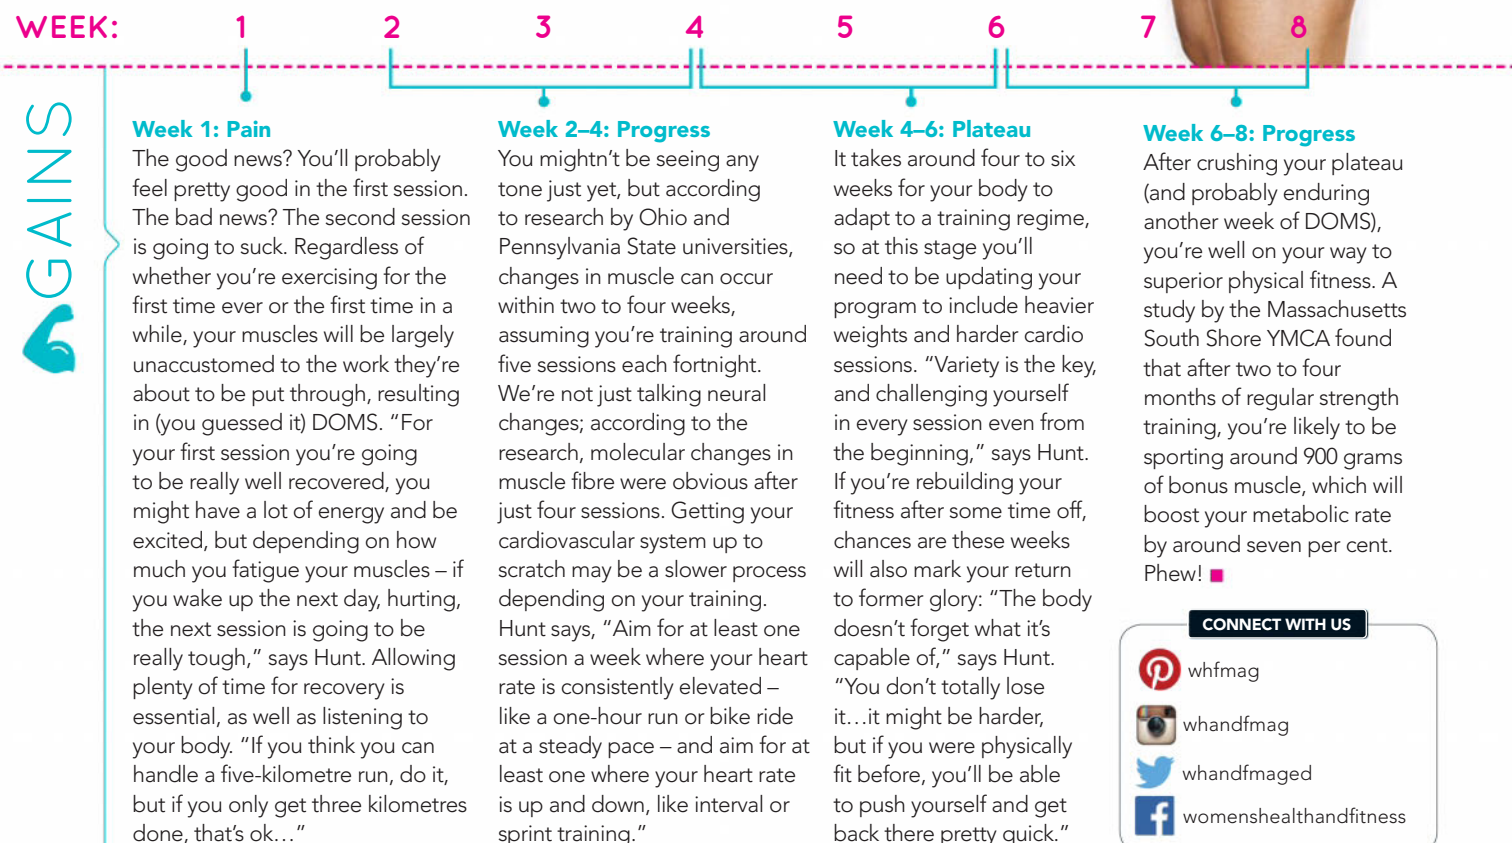 WEEK: 1 2 3 4 5 6 7 8
GAINS
Week 1: Pain
The good news? You’ll probably
feel pretty good in the first session.
The bad news? The second session
is going to suck. Regardless of
whether you’re exercising for the
first time ever or the first time in a
while, your muscles will be largely
unaccustomed to the work they’re
about to be put through, resulting
in (you guessed it) DOMS. “For
your first session you’re going
to be really well recovered, you
might have a lot of energy and be
excited, but depending on how
much you fatigue your muscles – if
you wake up the next day, hurting,
the next session is going to be
really tough,” says Hunt. Allowing
plenty of time for recovery is
essential, as well as listening to
your body. “If you think you can
handle a five-kilometre run, do it,
but if you only get three kilometres
done, that’s ok…”
Week 2–4: Progress
You mightn’t be seeing any
tone just yet, but according
to research by Ohio and
Pennsylvania State universities,
changes in muscle can occur
within two to four weeks,
assuming you’re training around
five sessions each fortnight.
We’re not just talking neural
changes; according to the
research, molecular changes in
muscle fibre were obvious after
just four sessions. Getting your
cardiovascular system up to
scratch may be a slower process
depending on your training.
Hunt says, “Aim for at least one
session a week where your heart
rate is consistently elevated –
like a one-hour run or bike ride
at a steady pace – and aim for at
least one where your heart rate
is up and down, like interval or
sprint training.”
Week 4–6: Plateau
It takes around four to six
weeks for your body to
adapt to a training regime,
so at this stage you’ll
need to be updating your
program to include heavier
weights and harder cardio
sessions. “Variety is the key,
and challenging yourself
in every session even from
the beginning,” says Hunt.
If you’re rebuilding your
fitness after some time off,
chances are these weeks
will also mark your return
to former glory: “The body
doesn’t forget what it’s
capable of,” says Hunt.
“You don’t totally lose
it…it might be harder,
but if you were physically
fit before, you’ll be able
to push yourself and get
back there pretty quick.”
Week 6–8: Progress
After crushing your plateau
(and probably enduring
another week of DOMS),
you’re well on your way to
superior physical fitness. A
study by the Massachusetts
South Shore YMCA found
that after two to four
months of regular strength
training, you’re likely to be
sporting around 900 grams
of bonus muscle, which will
boost your metabolic rate
by around seven per cent.
Phew!
CONNECT WITH US
whfmag
whandfmag
whandfmaged
womenshealthandfitness